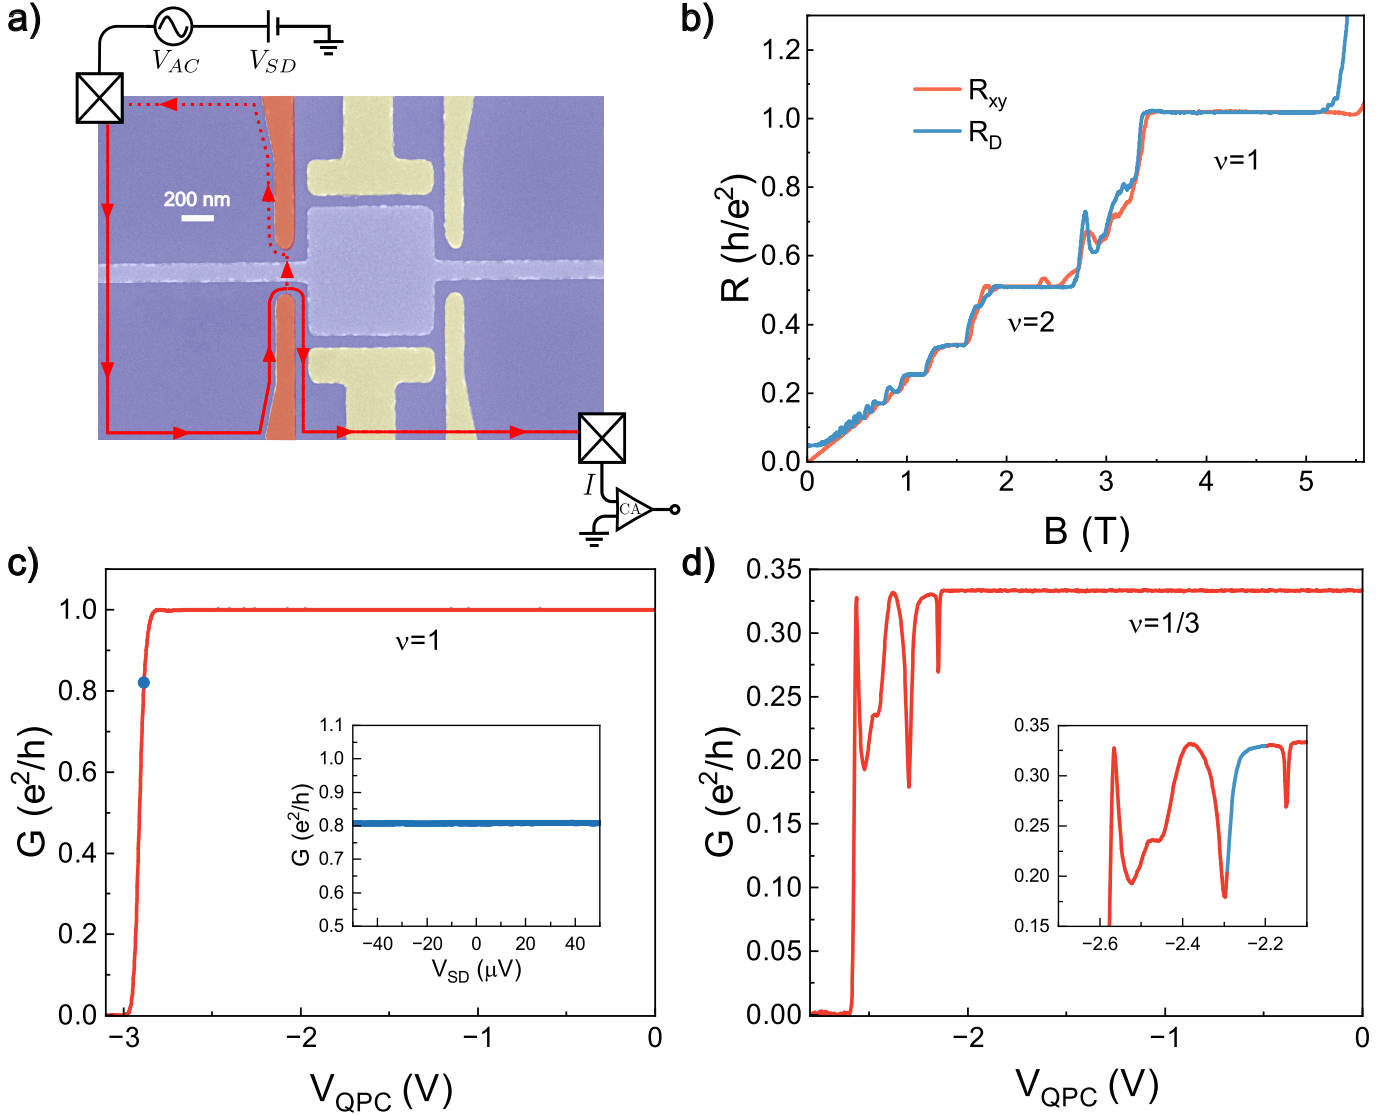 a)
V_AC
V_SD
200 nm
I
CA
b)
R (h/e²)
1.2
1.0
0.8
0.6
0.4
0.2
0.0
R_xy
R_D
ν=1
ν=2
0 1 2 3 4 5
B (T)
c)
G (e²/h)
1.0
0.8
0.6
0.4
0.2
0.0
ν=1
G (e²/h)
1.1
1.0
0.9
0.8
0.7
0.6
0.5
−40 −20 0 20 40
V_SD (μV)
−3 −2 −1 0
V_QPC (V)
d)
G (e²/h)
0.35
0.30
0.25
0.20
0.15
0.10
0.05
0.00
ν=1/3
0.35
0.30
0.25
0.20
0.15
−2.6 −2.4 −2.2
−2 −1 0
V_QPC (V)